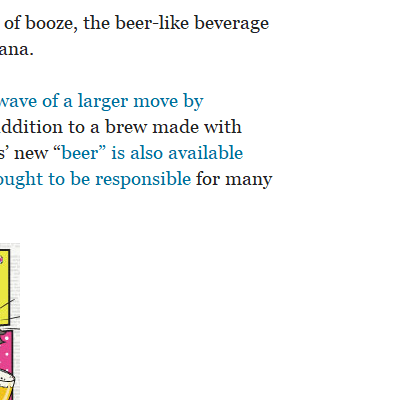 of booze, the beer-like beverage
ana.
wave of a larger move by
addition to a brew made with
s’ new “beer” is also available
ought to be responsible for many